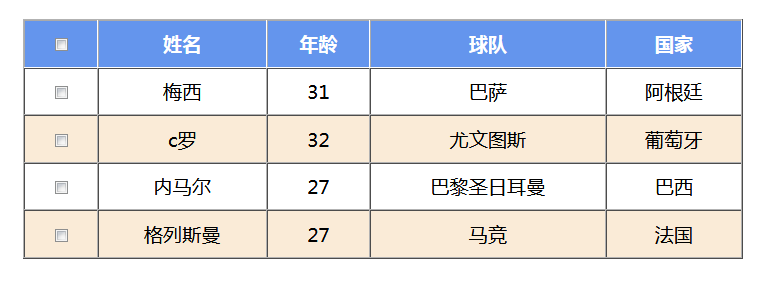 姓名 年龄 球队 国家
梅西 31 巴萨 阿根廷
c罗 32 尤文图斯 葡萄牙
内马尔 27 巴黎圣日耳曼 巴西
格列斯曼 27 马竞 法国